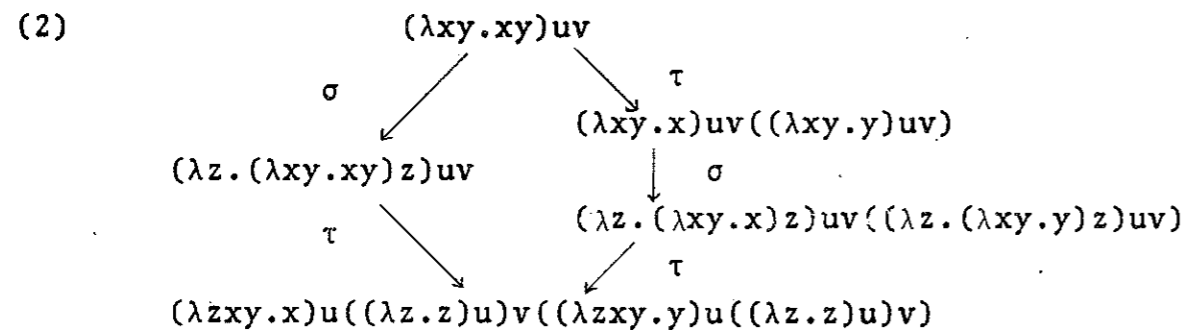 (2) (λxy.xy)uv
σ τ
(λxy.x)uv((λxy.y)uv)
(λz.(λxy.xy)z)uv σ
(λz.(λxy.x)z)uv((λz.(λxy.y)z)uv)
τ τ
(λzxy.x)u((λz.z)u)v((λzxy.y)u((λz.z)u)v)